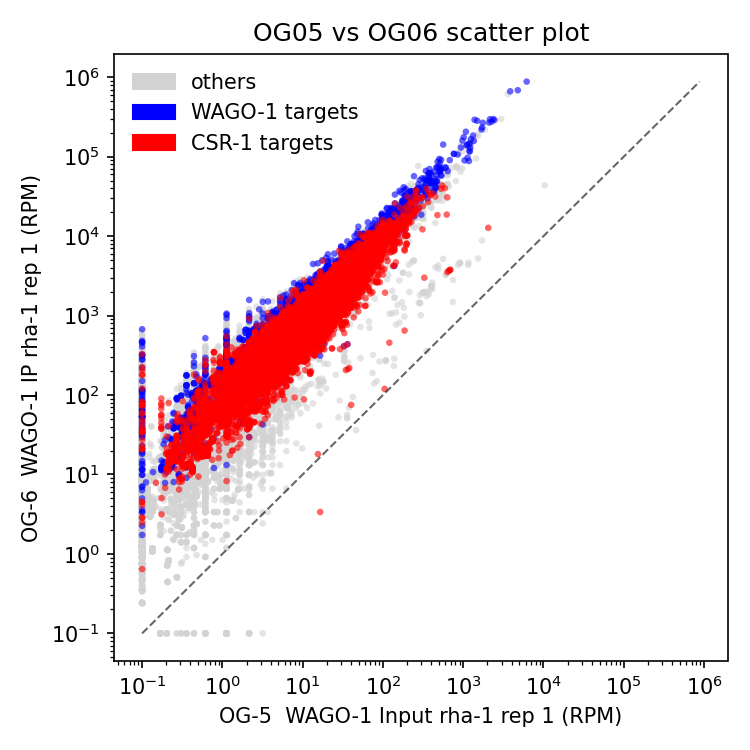 OG05 vs OG06 scatter plot
others
WAGO-1 targets
CSR-1 targets
OG-6  WAGO-1 IP rha-1 rep 1 (RPM)
10⁶
10⁵
10⁴
10³
10²
10¹
10⁰
10⁻¹
10⁻¹ 10⁰ 10¹ 10² 10³ 10⁴ 10⁵ 10⁶
OG-5  WAGO-1 Input rha-1 rep 1 (RPM)